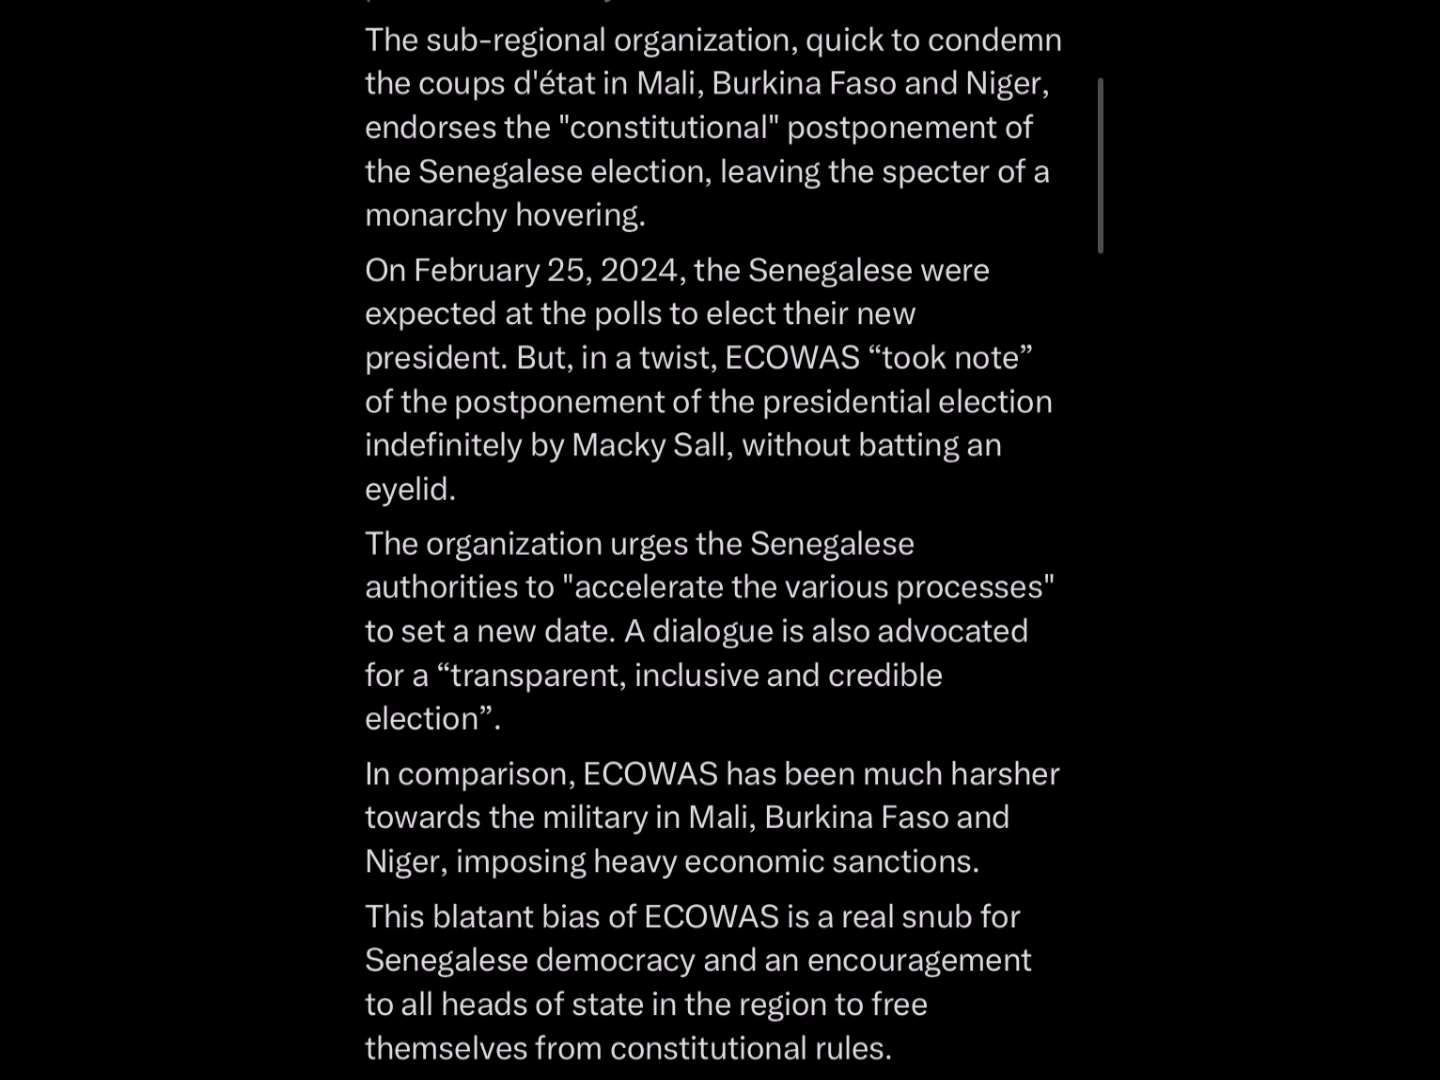 The sub-regional organization, quick to condemn
the coups d'état in Mali, Burkina Faso and Niger,
endorses the "constitutional" postponement of
the Senegalese election, leaving the specter of a
monarchy hovering.
On February 25, 2024, the Senegalese were
expected at the polls to elect their new
president. But, in a twist, ECOWAS “took note”
of the postponement of the presidential election
indefinitely by Macky Sall, without batting an
eyelid.
The organization urges the Senegalese
authorities to "accelerate the various processes"
to set a new date. A dialogue is also advocated
for a “transparent, inclusive and credible
election”.
In comparison, ECOWAS has been much harsher
towards the military in Mali, Burkina Faso and
Niger, imposing heavy economic sanctions.
This blatant bias of ECOWAS is a real snub for
Senegalese democracy and an encouragement
to all heads of state in the region to free
themselves from constitutional rules.